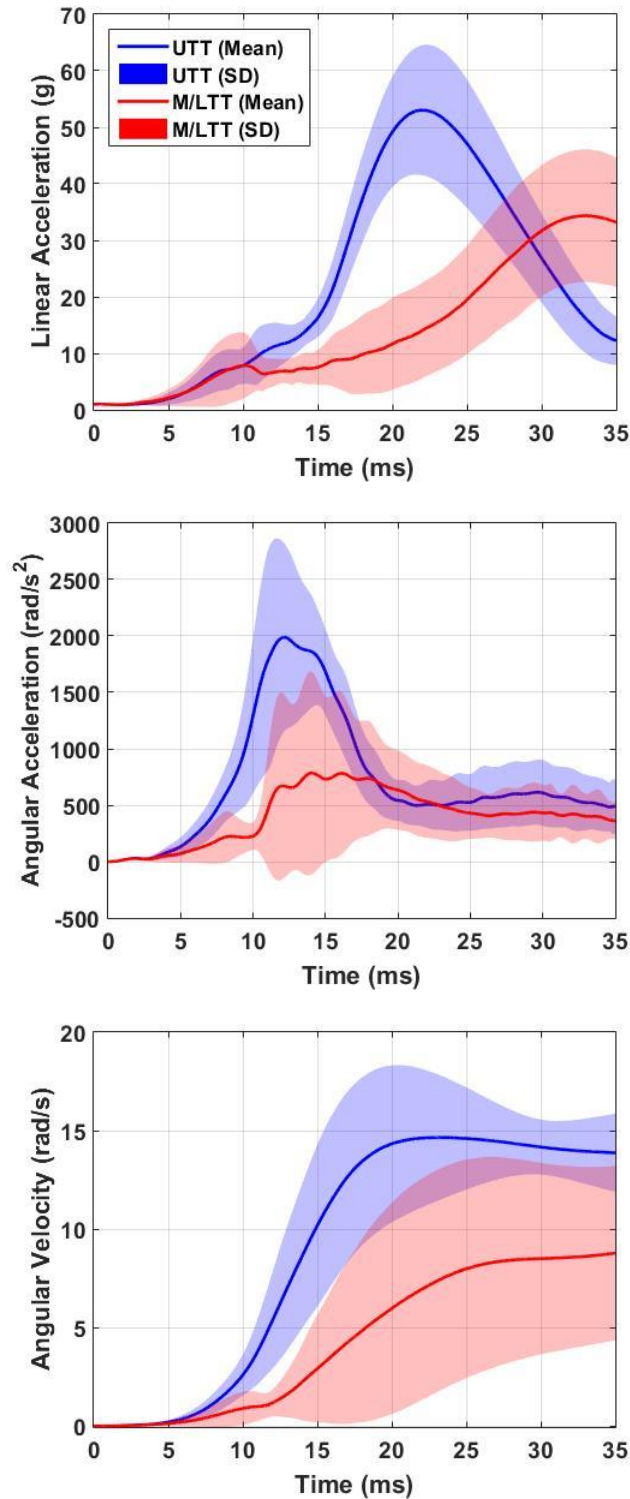 70
60
50
40
30
20
10
0
Linear Acceleration (g)
UTT (Mean)
UTT (SD)
M/LTT (Mean)
M/LTT (SD)
0 5 10 15 20 25 30 35
Time (ms)
3000
2500
2000
1500
1000
500
0
-500
Angular Acceleration (rad/s²)
0 5 10 15 20 25 30 35
Time (ms)
20
15
10
5
0
Angular Velocity (rad/s)
0 5 10 15 20 25 30 35
Time (ms)